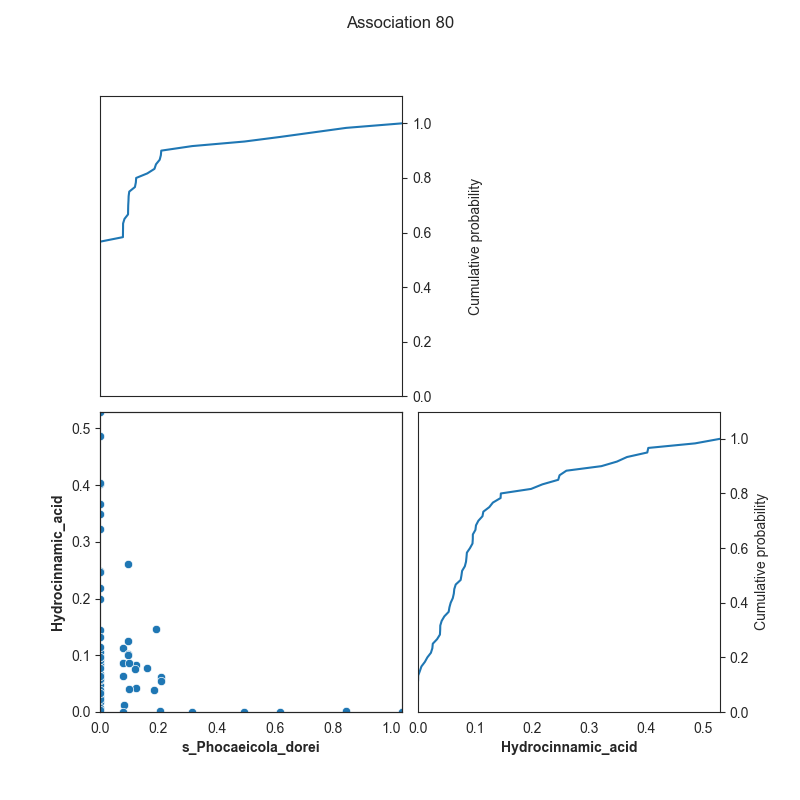 Association 80
1.0
0.8
0.6
0.4
0.2
0.0
Cumulative probability
0.5
0.4
0.3
0.2
0.1
0.0
Hydrocinnamic_acid
0.0 0.2 0.4 0.6 0.8 1.0
s_Phocaeicola_dorei
1.0
0.8
0.6
0.4
0.2
0.0
Cumulative probability
0.0 0.1 0.2 0.3 0.4 0.5
Hydrocinnamic_acid